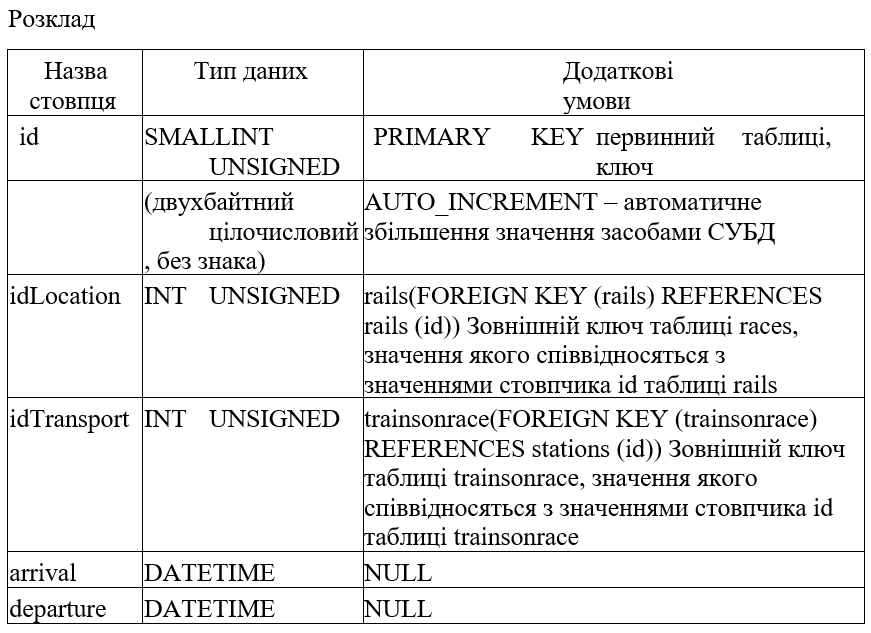 Розклад
Назва стовпця Тип даних Додаткові умови
id SMALLINT UNSIGNED PRIMARY KEY первинний таблиці, ключ
(двухбайтний цілочисловий , без знака) AUTO_INCREMENT – автоматичне збільшення значення засобами СУБД
idLocation INT UNSIGNED rails(FOREIGN KEY (rails) REFERENCES
rails (id)) Зовнішній ключ таблиці races,
значення якого співвідносяться з
значеннями стовпчика id таблиці rails
idTransport INT UNSIGNED trainsonrace(FOREIGN KEY (trainsonrace)
REFERENCES stations (id)) Зовнішній ключ
таблиці trainsonrace, значення якого
співвідносяться з значеннями стовпчика id
таблиці trainsonrace
arrival DATETIME NULL
departure DATETIME NULL